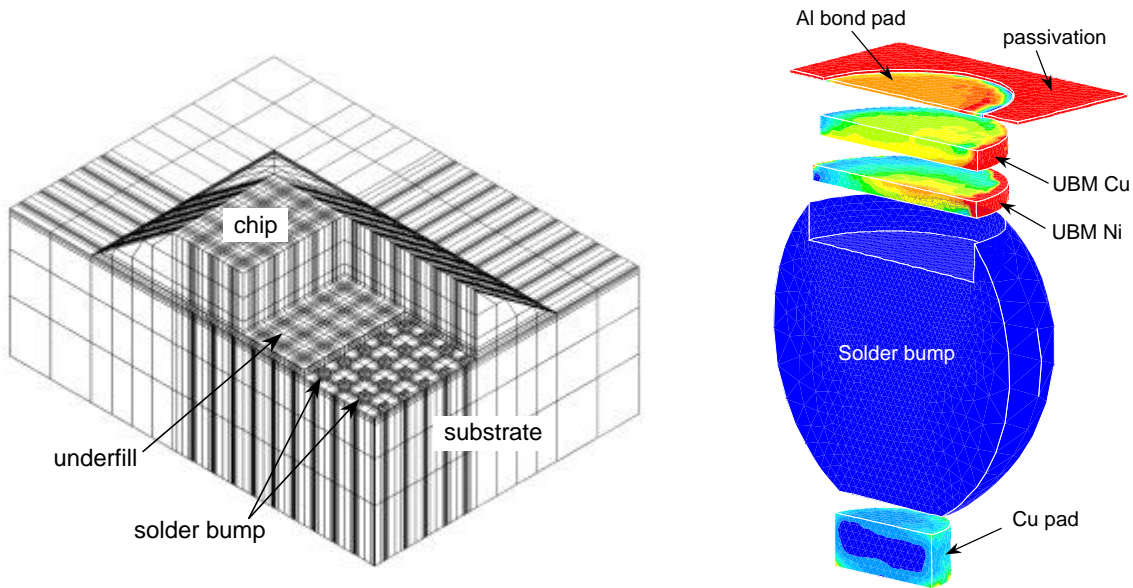 Al bond pad
passivation
chip
UBM Cu
UBM Ni
Solder bump
substrate
underfill
solder bump
Cu pad